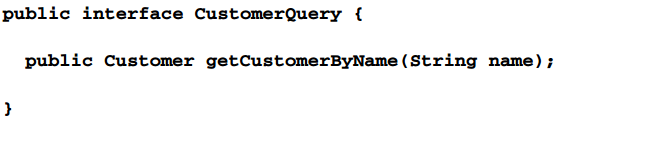 public interface CustomerQuery {
public Customer getCustomerByName(String name);
}